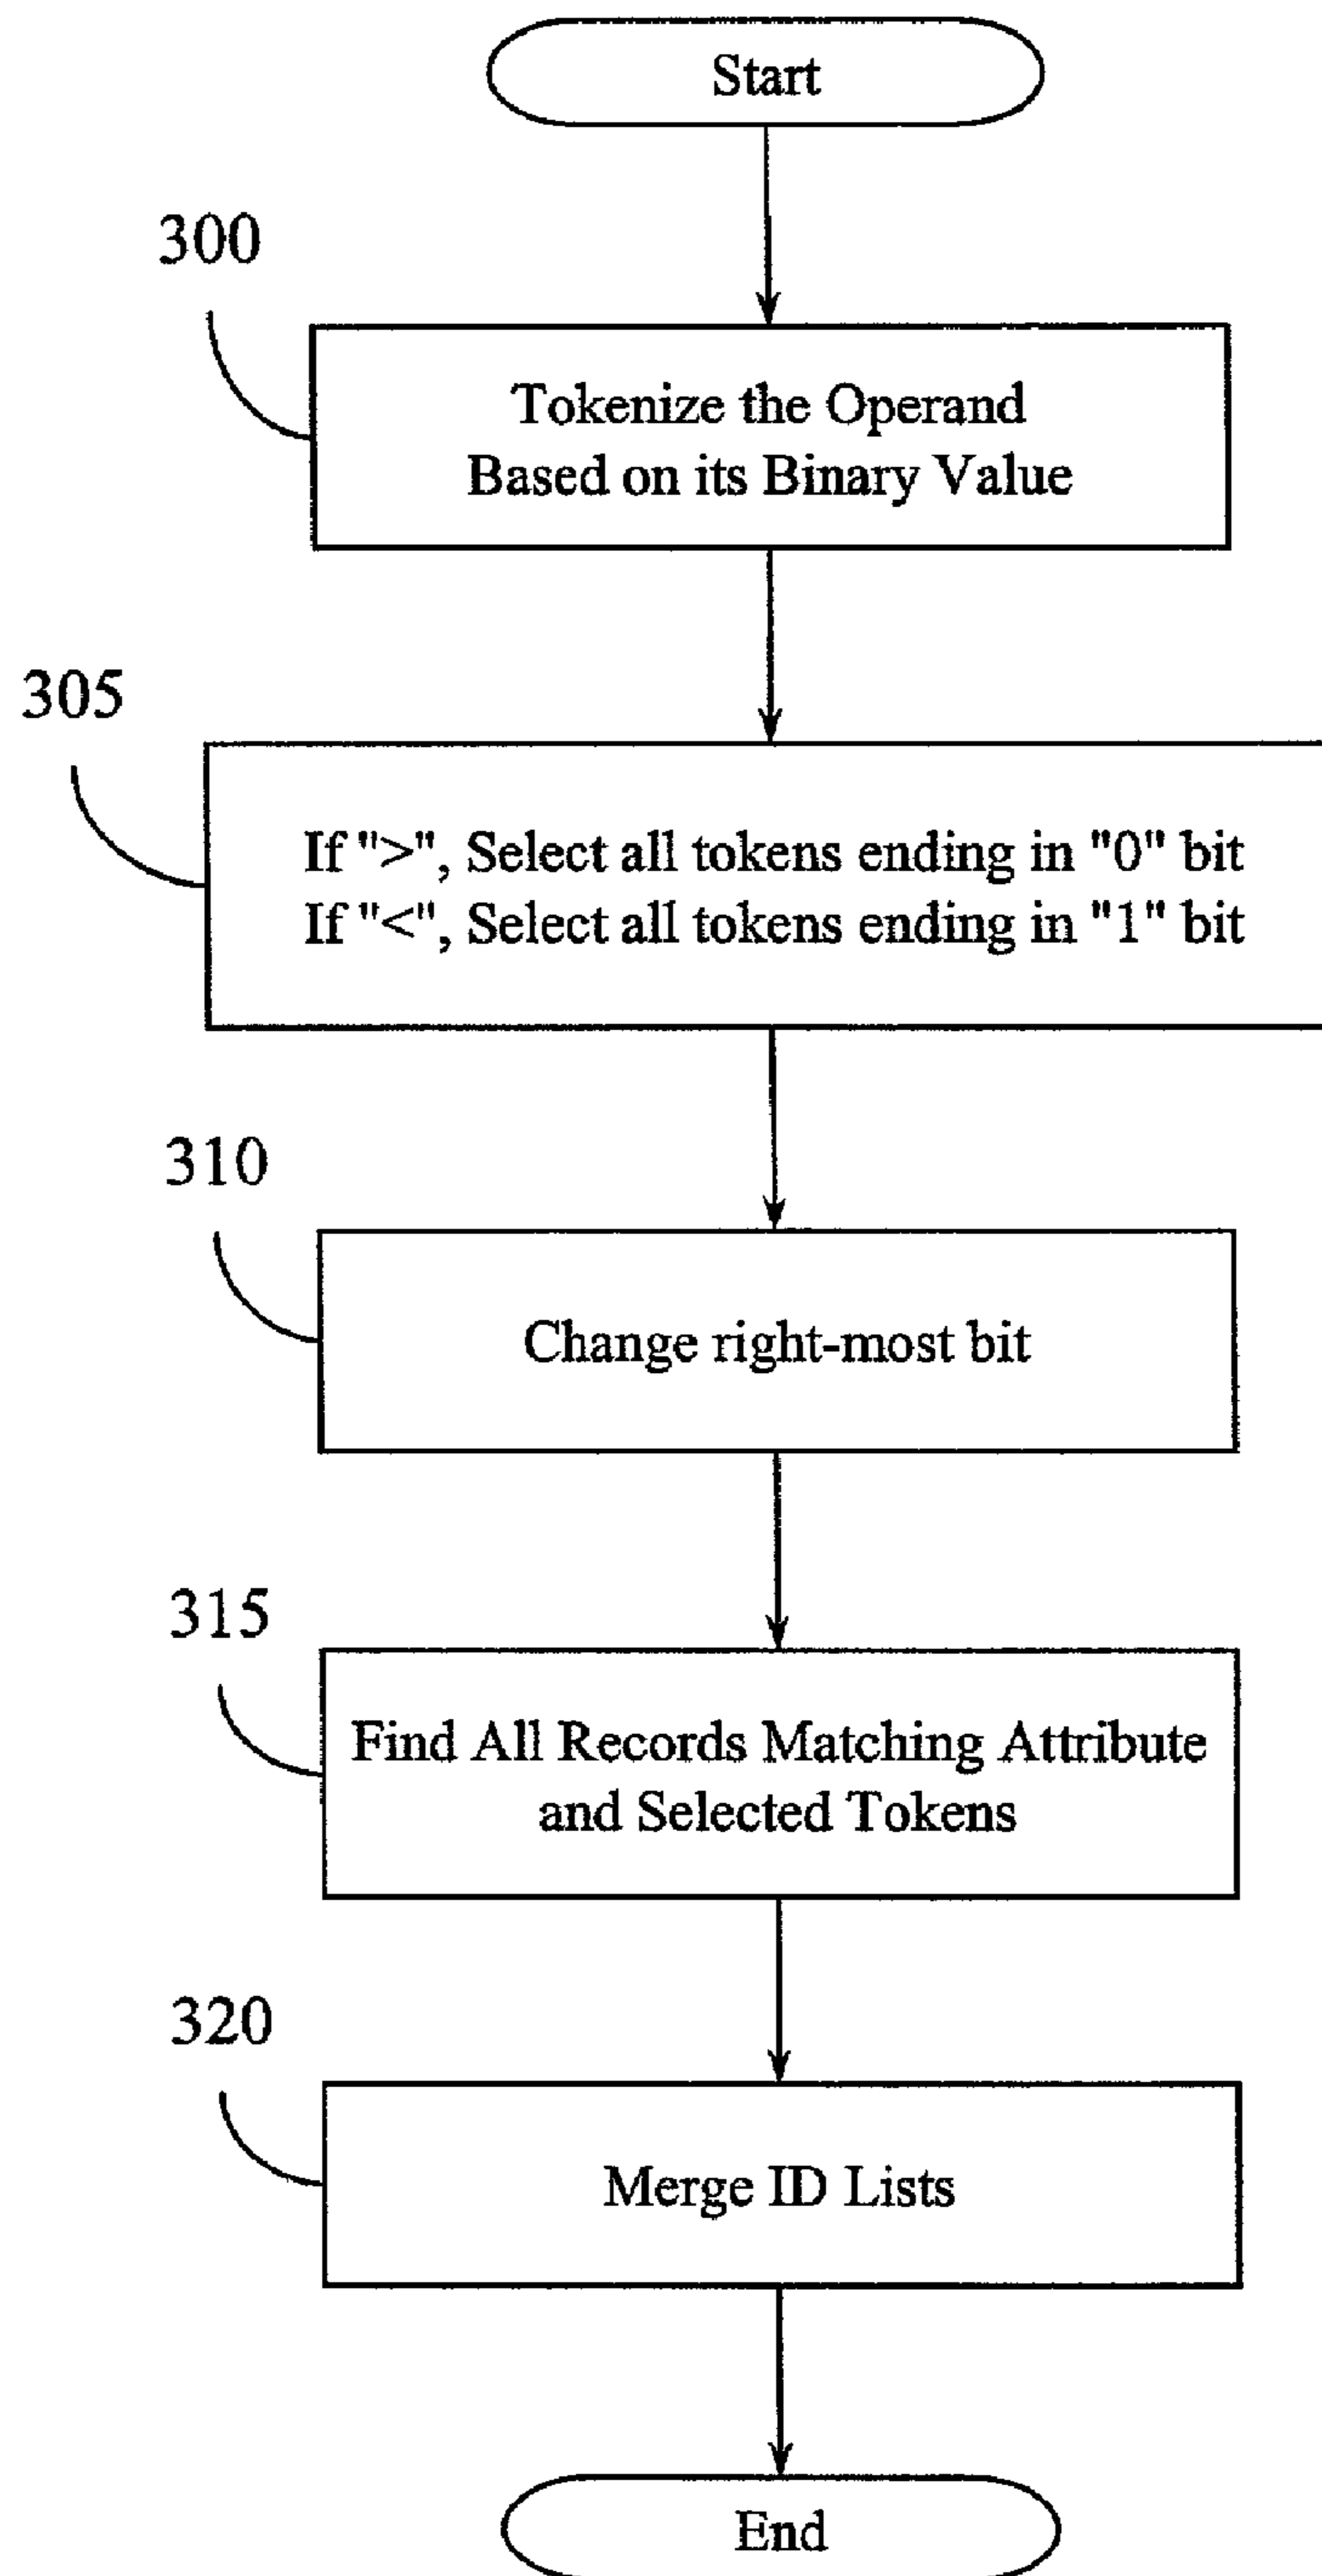 Start
300
Tokenize the Operand
Based on its Binary Value
305
If ">", Select all tokens ending in "0" bit
If "<", Select all tokens ending in "1" bit
310
Change right-most bit
315
Find All Records Matching Attribute
and Selected Tokens
320
Merge ID Lists
End